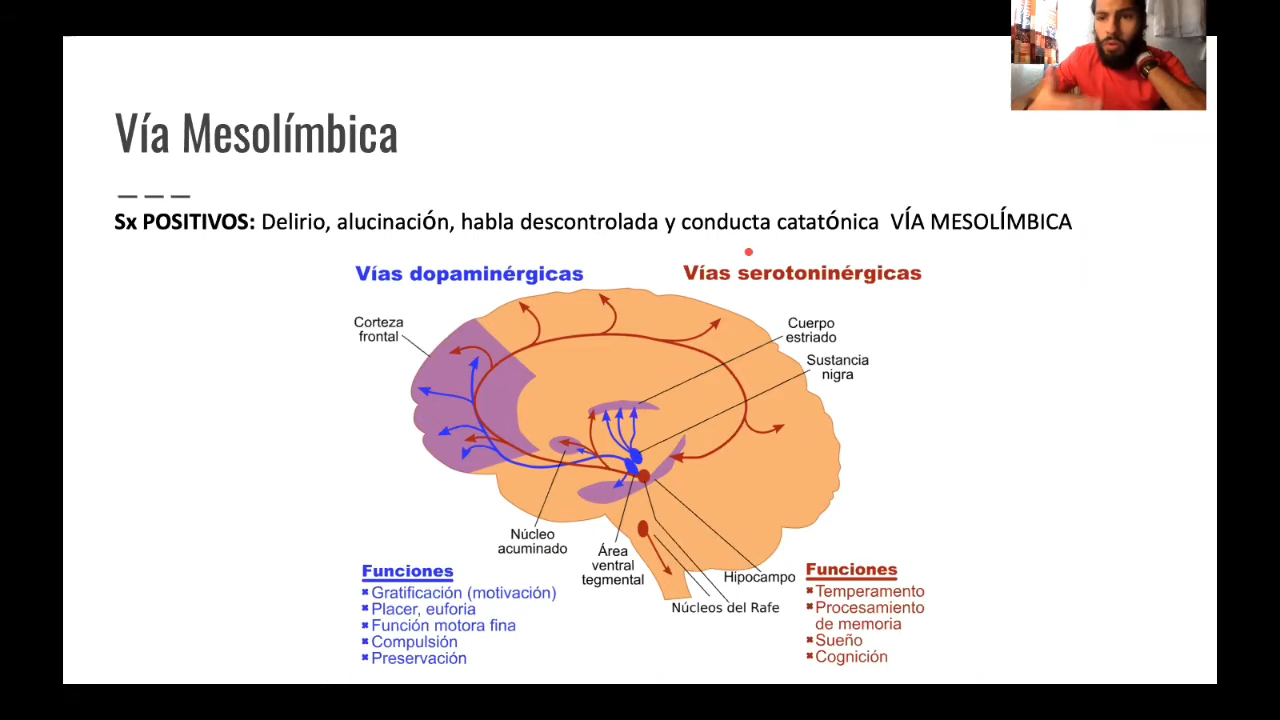 Vía Mesolímbica
Sx POSITIVOS: Delirio, alucinación, habla descontrolada y conducta catatónica VÍA MESOLÍMBICA
Vías dopaminérgicas
Vías serotoninérgicas
Corteza
frontal
Cuerpo
estriado
Sustancia
nigra
Núcleo
acuminado
Área
ventral
tegmental
Hipocampo
Núcleos del Rafe
Funciones
Gratificación (motivación)
Placer, euforia
Función motora fina
Compulsión
Preservación
Funciones
Temperamento
Procesamiento
de memoria
Sueño
Cognición